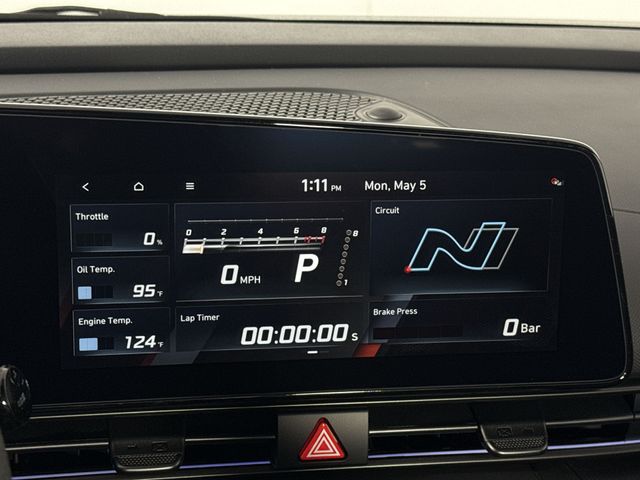 1:11 PM Mon, May 5
Throttle
0 %
Oil Temp.
95 °F
Engine Temp.
124 °F
0 2 4 6 8
8
1
0 MPH
P
Lap Timer
00:00:00 S
Circuit
N
Brake Press
0 Bar